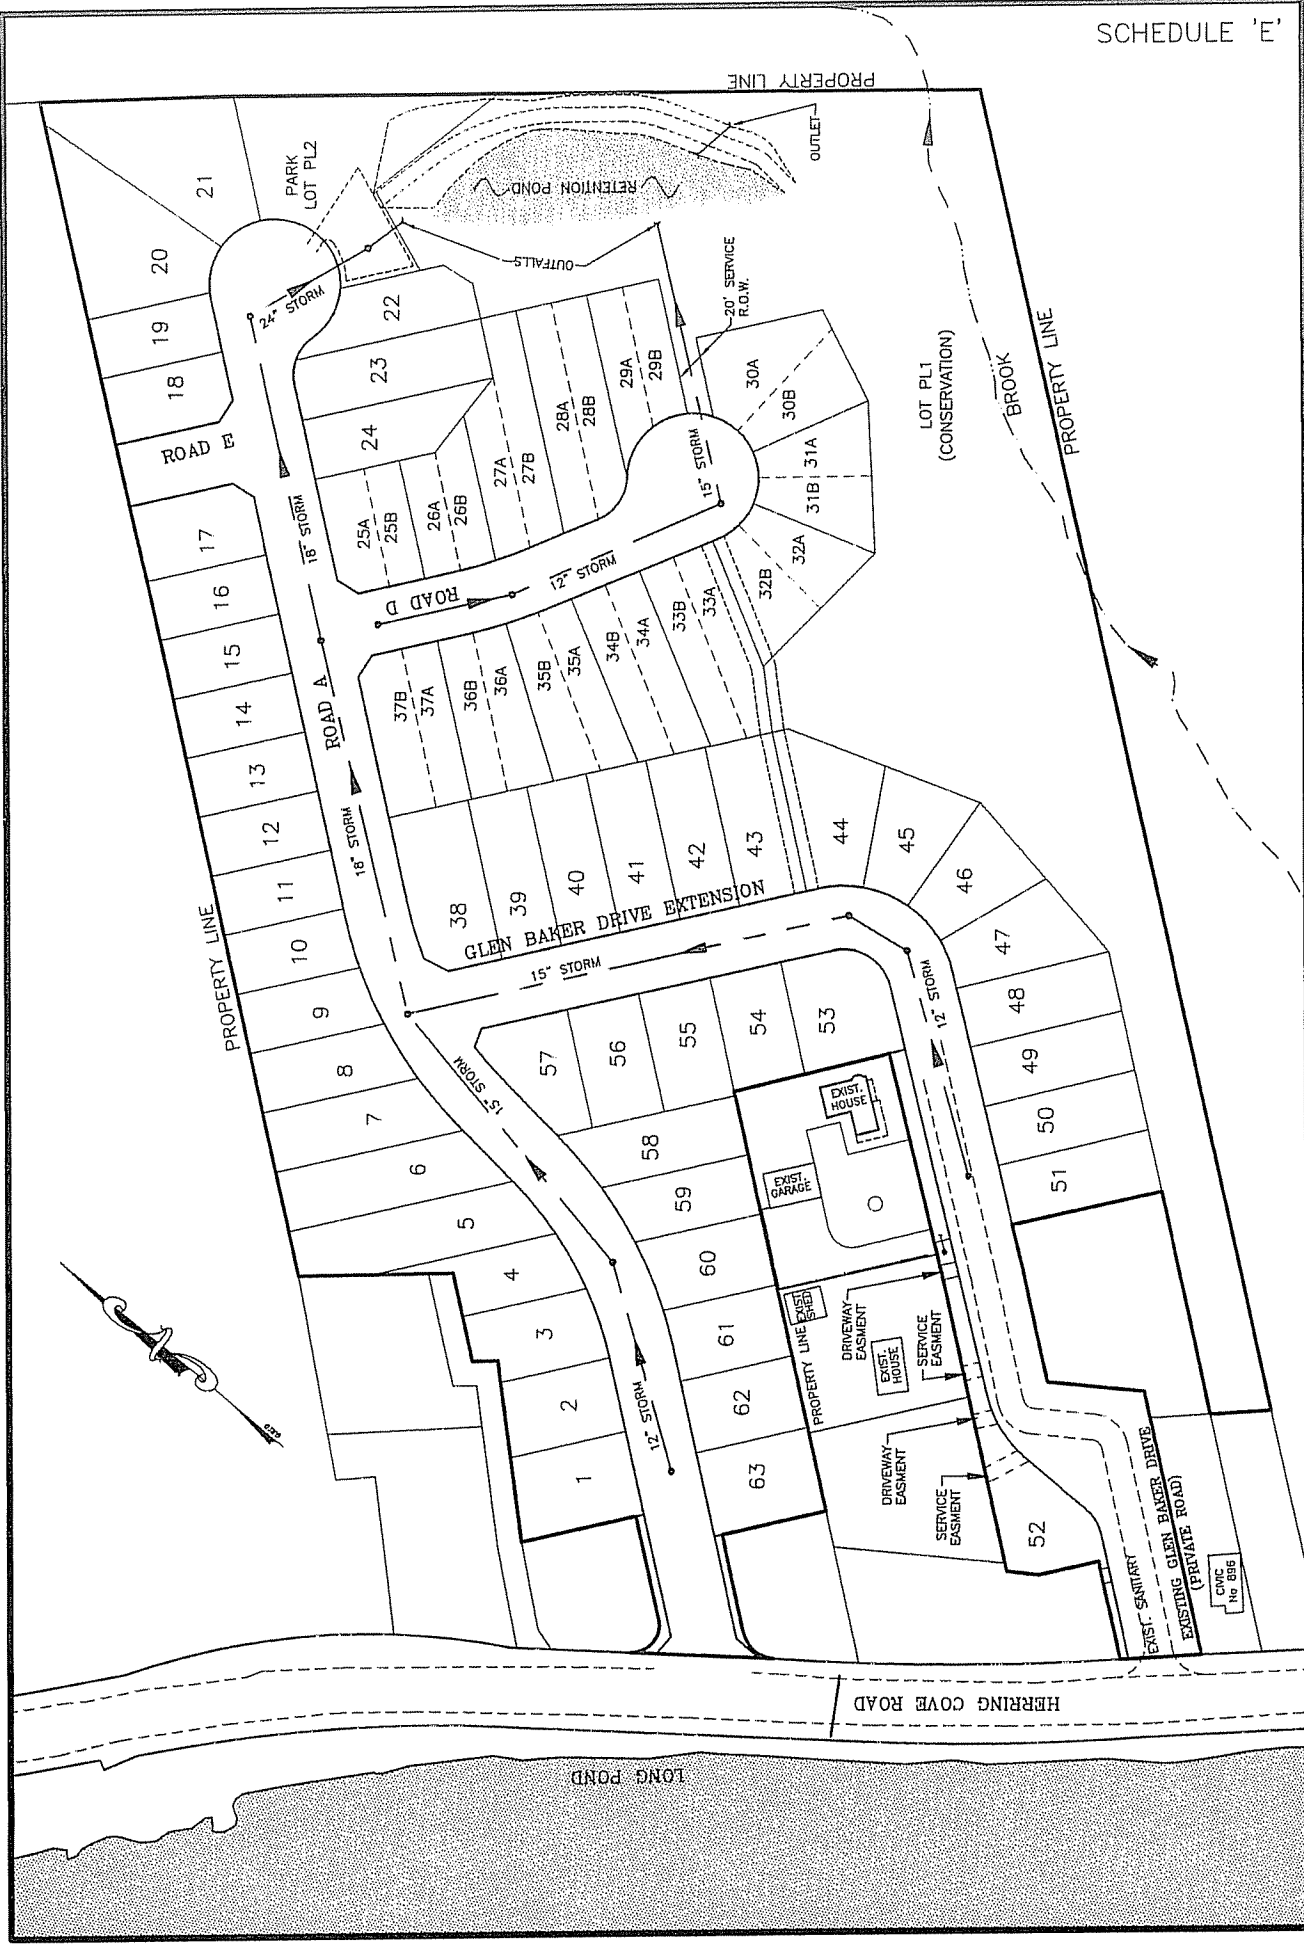 SCHEDULE 'E'
PROPERTY LINE
21
PARK
LOT PL2
RETENTION POND
OUTLET
20
19
18
24" STORM
22
OUTFALLS
20' SERVICE
R.O.W.
ROAD E
23
24
28A
28B
29A
29B
30A
30B
LOT PL1
(CONSERVATION)
BROOK
PROPERTY LINE
17
18" STORM
25A
25B
26A
26B
27A
27B
15" STORM
31A
31B
32A
32B
16
ROAD D
12" STORM
33A
33B
34A
34B
35A
35B
36A
36B
37A
37B
15
14
13
ROAD A
12
18" STORM
11
10
PROPERTY LINE
9
8
7
6
5
4
3
2
1
38
39
40
41
42
43
44
45
46
47
48
49
50
51
GLEN BAKER DRIVE EXTENSION
15" STORM
12" STORM
15" STORM
57
56
55
54
53
58
59
60
61
62
63
EXIST.
HOUSE
EXIST.
GARAGE
EXIST.
SHED
PROPERTY LINE
DRIVEWAY
EASMENT
EXIST.
HOUSE
SERVICE
EASMENT
DRIVEWAY
EASMENT
SERVICE
EASMENT
12" STORM
52
EXIST. SANITARY
EXISTING GLEN BAKER DRIVE
(PRIVATE ROAD)
CIVIC
No 896
HERRING COVE ROAD
LONG POND